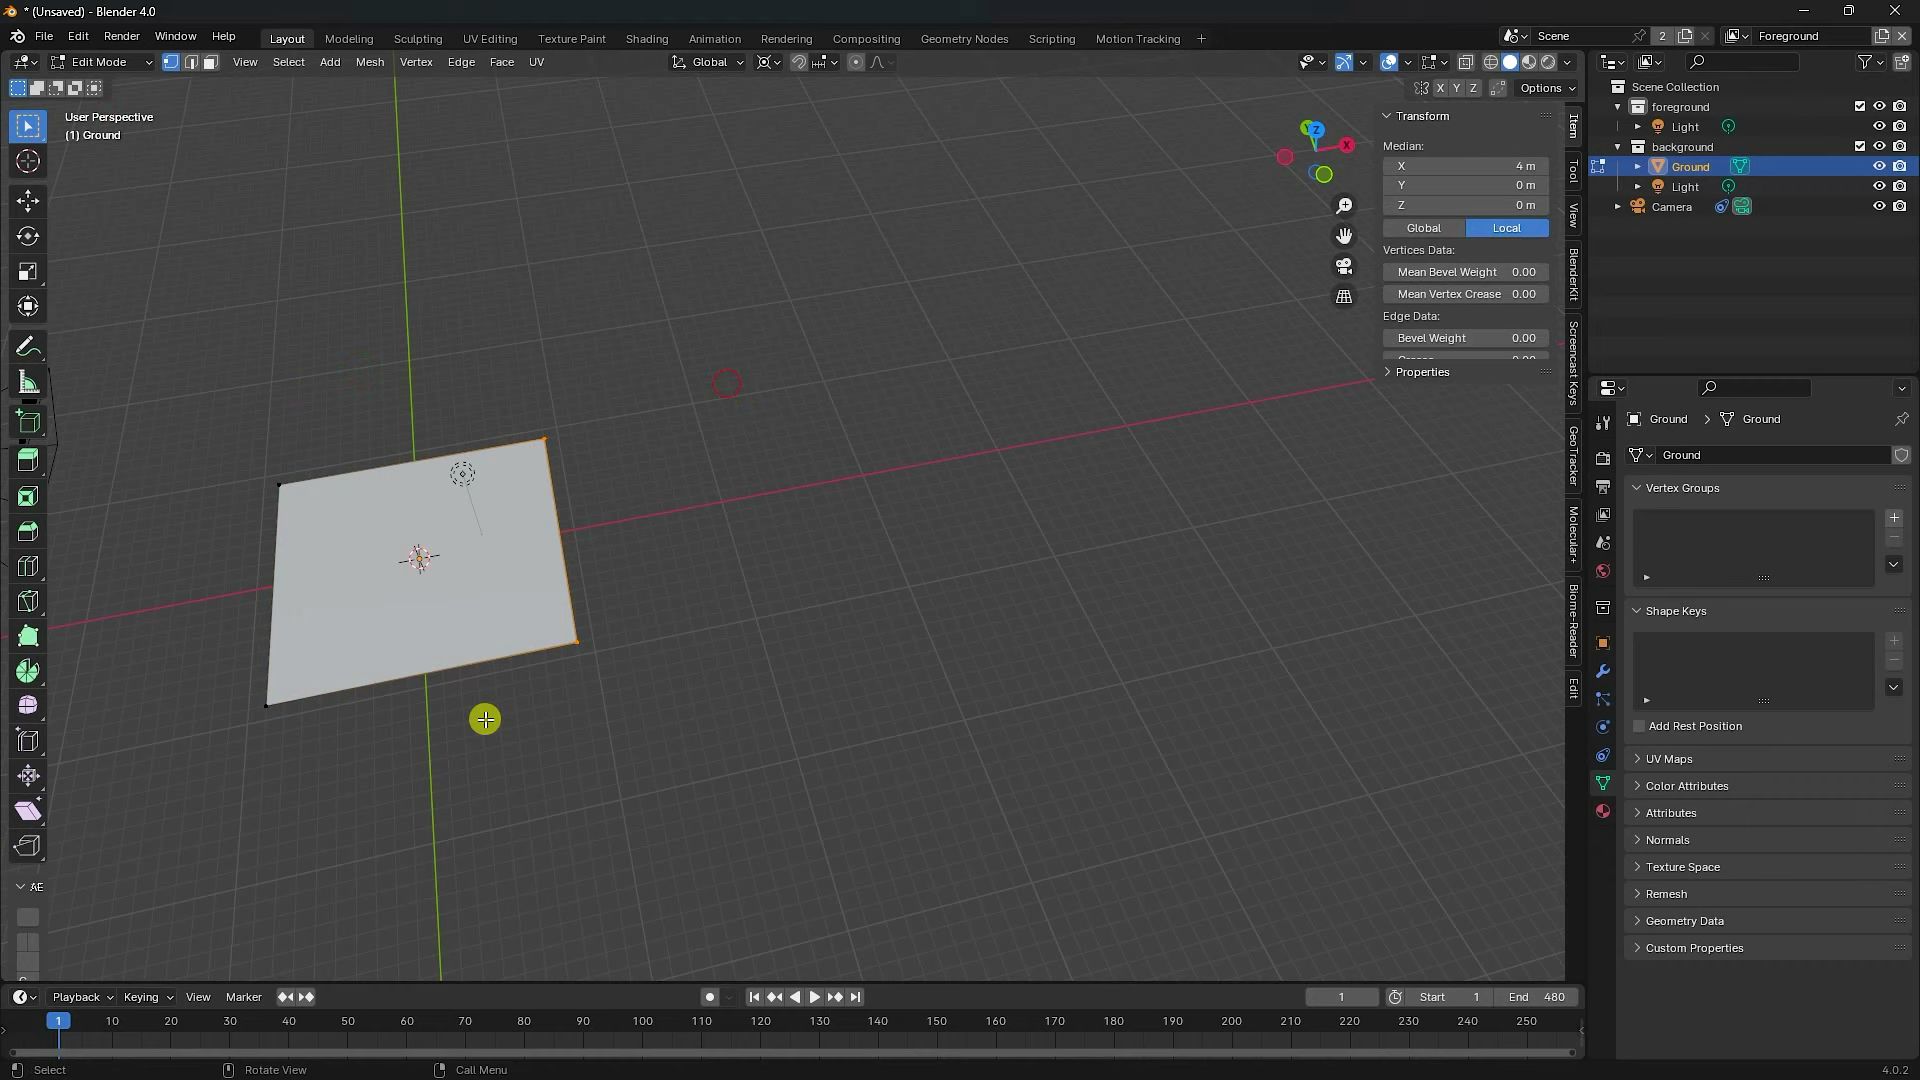 * (Unsaved) - Blender 4.0
File Edit Render Window Help
Layout Modeling Sculpting UV Editing Texture Paint Shading Animation Rendering Compositing Geometry Nodes Scripting Motion Tracking +
Scene 2 Foreground
Edit Mode View Select Add Mesh Vertex Edge Face UV
Global
X Y Z Options
User Perspective
(1) Ground
Y Z X
Transform
Median:
X 4 m
Y 0 m
Z 0 m
Global Local
Vertices Data:
Mean Bevel Weight 0.00
Mean Vertex Crease 0.00
Edge Data:
Bevel Weight 0.00
Properties
Item
Tool
View
BlenderKit
Screencast Keys
GeoTracker
Molecular+
Biome-Reader
Edit
Scene Collection
foreground
Light
background
Ground
Light
Camera
Ground > Ground
Ground
Vertex Groups
Shape Keys
Add Rest Position
UV Maps
Color Attributes
Attributes
Normals
Texture Space
Remesh
Geometry Data
Custom Properties
AE
Playback Keying View Marker
1 Start 1 End 480
1 10 20 30 40 50 60 70 80 90 100 110 120 130 140 150 160 170 180 190 200 210 220 230 240 250
Select Rotate View Call Menu
4.0.2